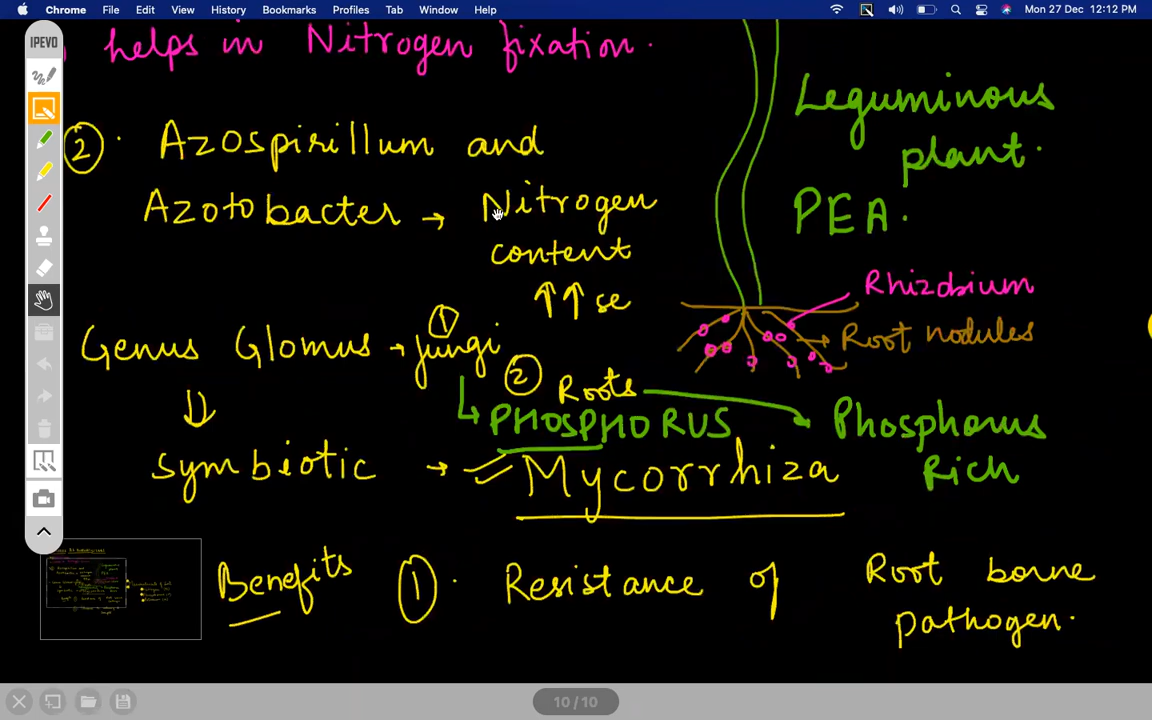 Chrome File Edit View History Bookmarks Profiles Tab Window Help Mon 27 Dec 12:12 PM
IPEVO
helps in Nitrogen fixation.
② . Azospirillum and
Azotobacter → Nitrogen
content
↑↑se
Leguminous
plant.
PEA.
Rhizobium
→ Root nodules
Genus Glomus → ① fungi
② Roots
↳ PHOSPHORUS
Phosphorus
Rich
⇓
symbiotic → Mycorrhiza
Benefits ①. Resistance of Root borne
pathogen.
10 / 10